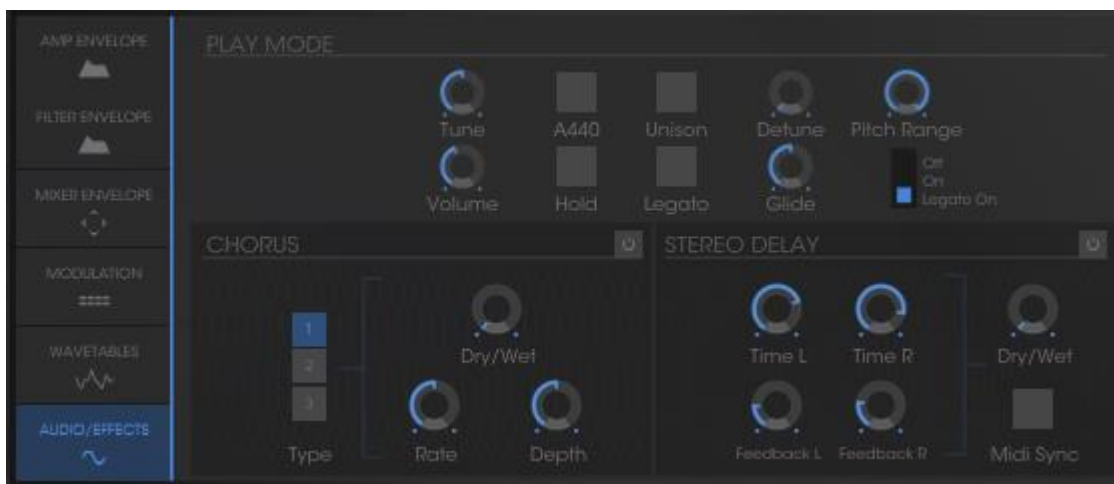 AMP ENVELOPE
FILTER ENVELOPE
MIXER ENVELOPE
MODULATION
WAVETABLES
AUDIO/EFFECTS
PLAY MODE
Tune
A440
Unison
Detune
Pitch Range
Volume
Hold
Legato
Glide
Off
On
Legato On
CHORUS
1
2
3
Type
Dry/Wet
Rate
Depth
STEREO DELAY
Time L
Time R
Dry/Wet
Feedback L
Feedback R
Midi Sync